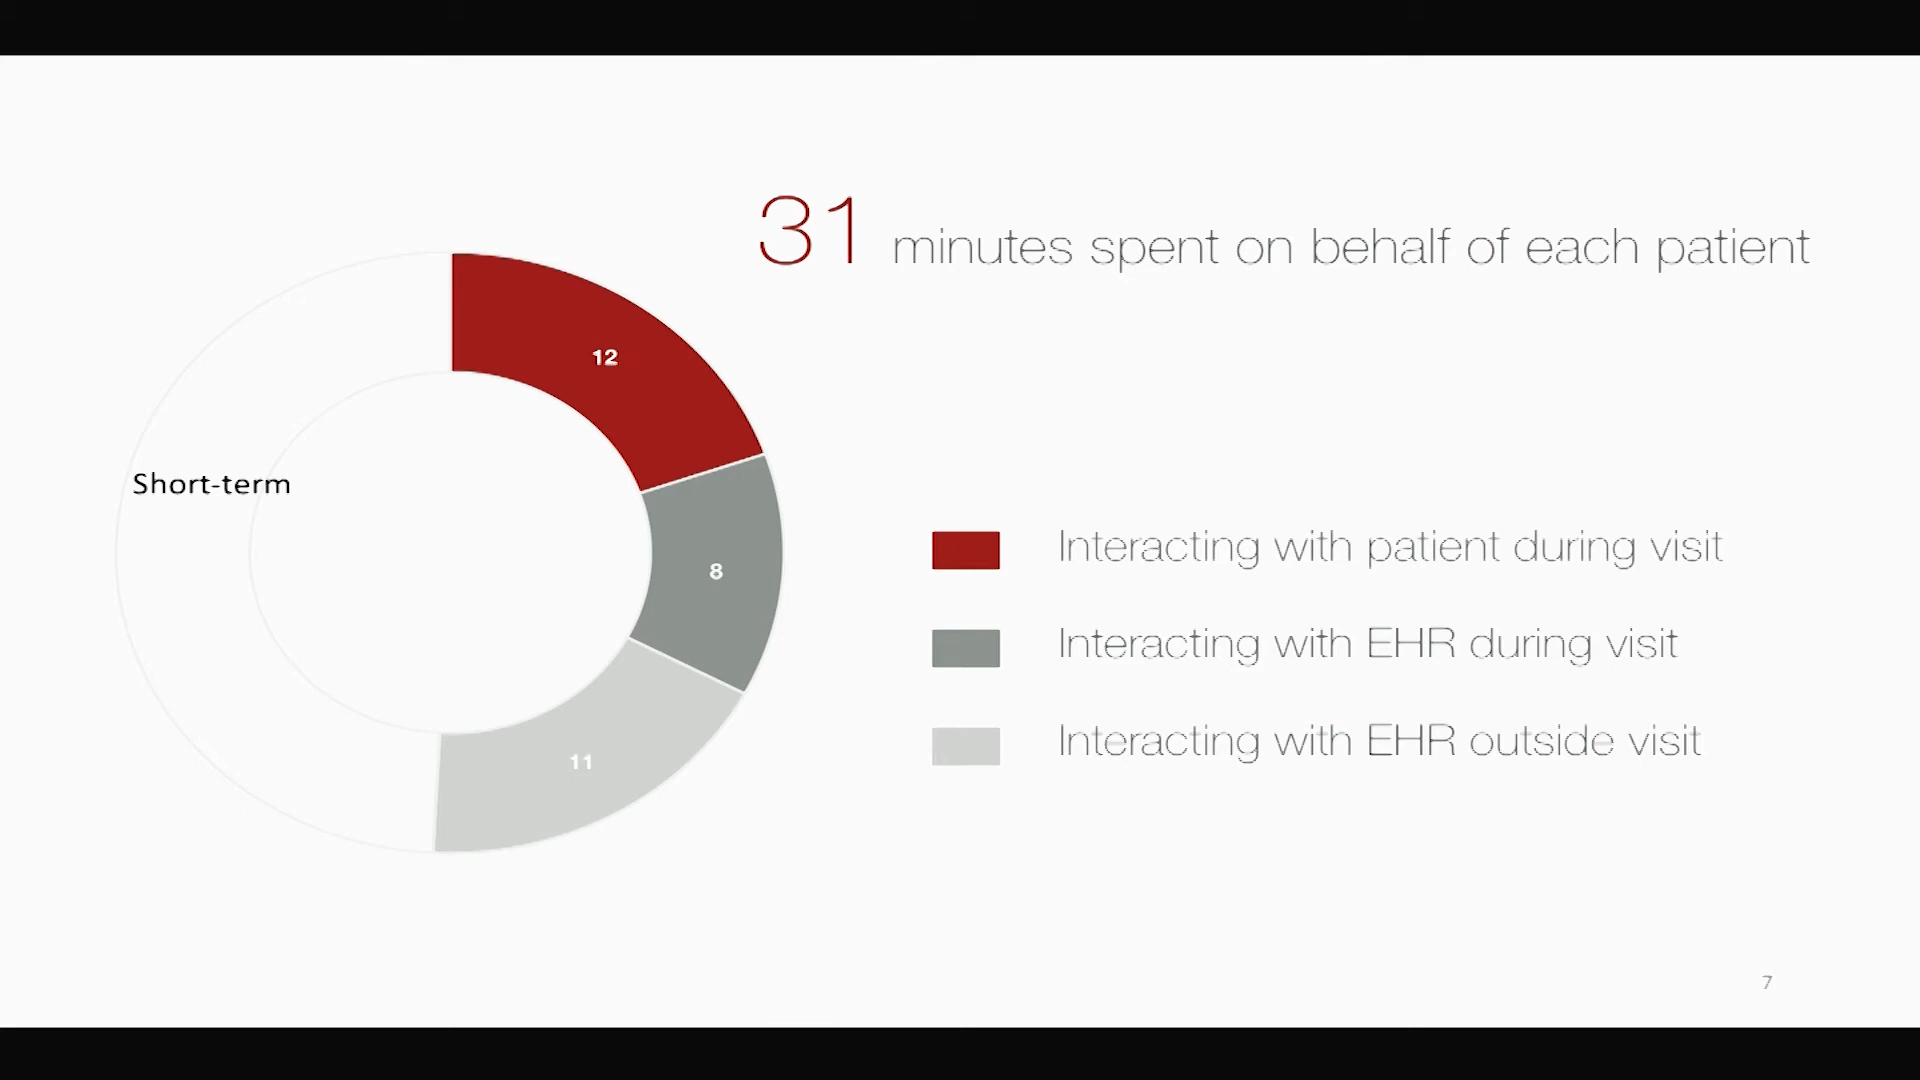 31 minutes spent on behalf of each patient
12
Short-term
8
11
Interacting with patient during visit
Interacting with EHR during visit
Interacting with EHR outside visit
7